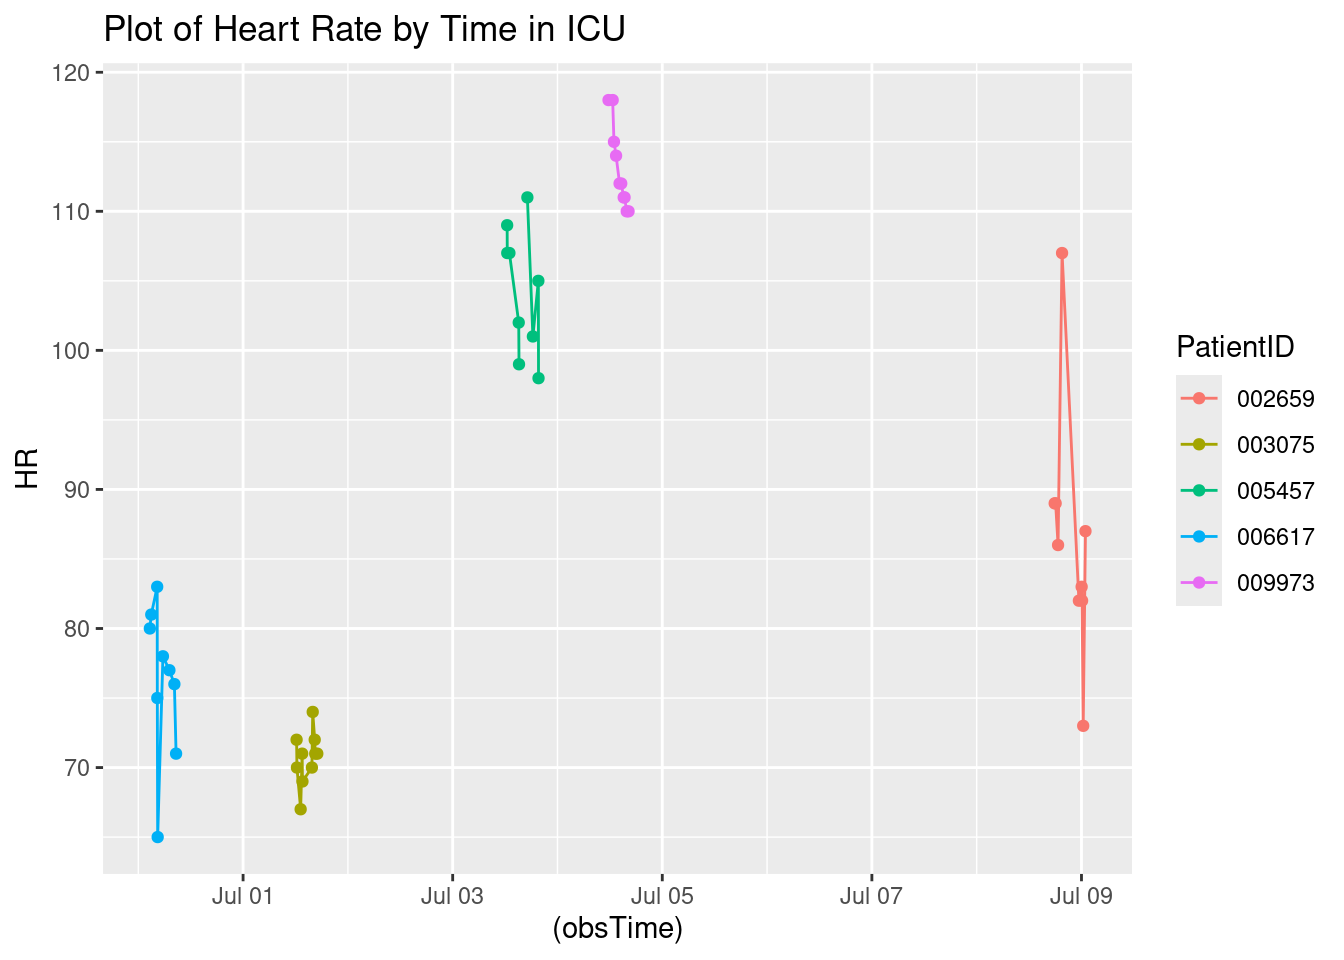 Plot of Heart Rate by Time in ICU
120
110
100
90
80
70
HR
Jul 01
Jul 03
Jul 05
Jul 07
Jul 09
(obsTime)
PatientID
002659
003075
005457
006617
009973